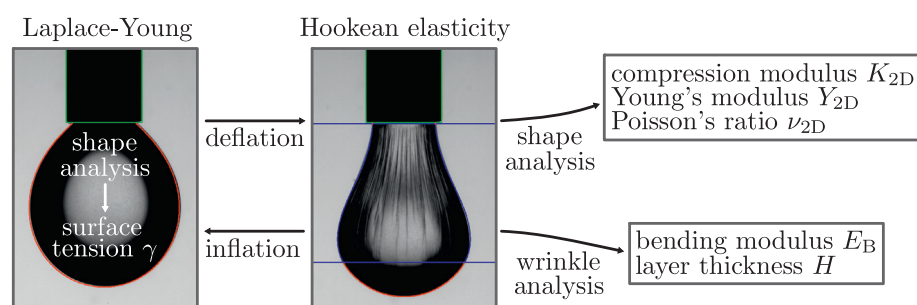 Laplace-Young
shape
analysis
surface
tension γ
deflation
inflation
Hookean elasticity
shape
analysis
wrinkle
analysis
compression modulus K2D
Young's modulus Y2D
Poisson's ratio ν2D
bending modulus EB
layer thickness H